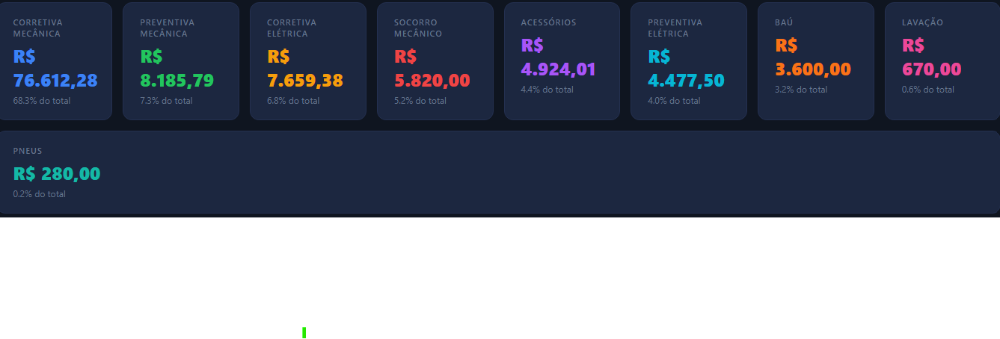 CORRETIVA
MECÂNICA
R$
76.612,28
68.3% do total
PREVENTIVA
MECÂNICA
R$
8.185,79
7.3% do total
CORRETIVA
ELÉTRICA
R$
7.659,38
6.8% do total
SOCORRO
MECÂNICO
R$
5.820,00
5.2% do total
ACESSÓRIOS
R$
4.924,01
4.4% do total
PREVENTIVA
ELÉTRICA
R$
4.477,50
4.0% do total
BAÚ
R$
3.600,00
3.2% do total
LAVAÇÃO
R$
670,00
0.6% do total
PNEUS
R$ 280,00
0.2% do total